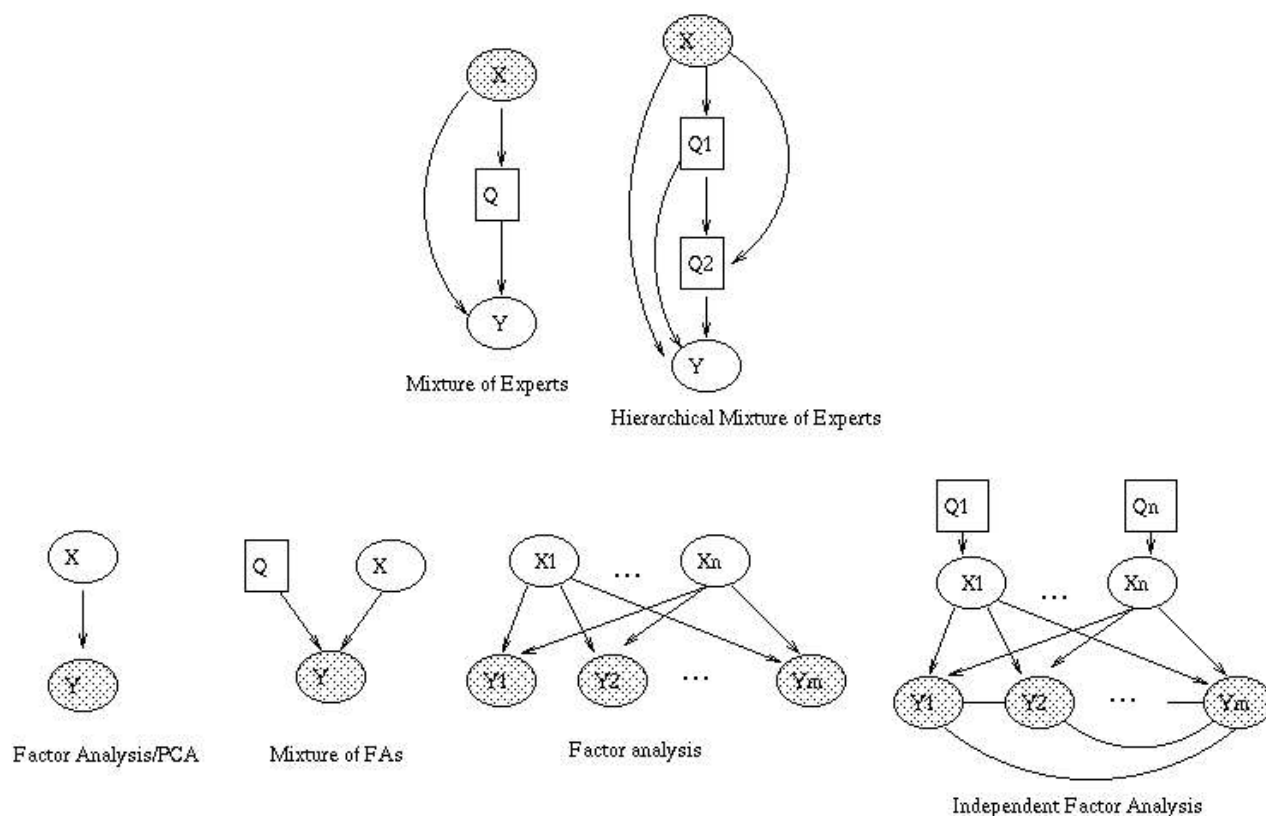 X
X
Q1
Q
Q2
Y
Y
Mixture of Experts
Hierarchical Mixture of Experts
Q1
Qn
X
Q
X
X1
...
Xn
X1
...
Xn
Y
Y
Y1
Y2
...
Ym
Y1
Y2
...
Ym
Factor Analysis/PCA
Mixture of FAs
Factor analysis
Independent Factor Analysis